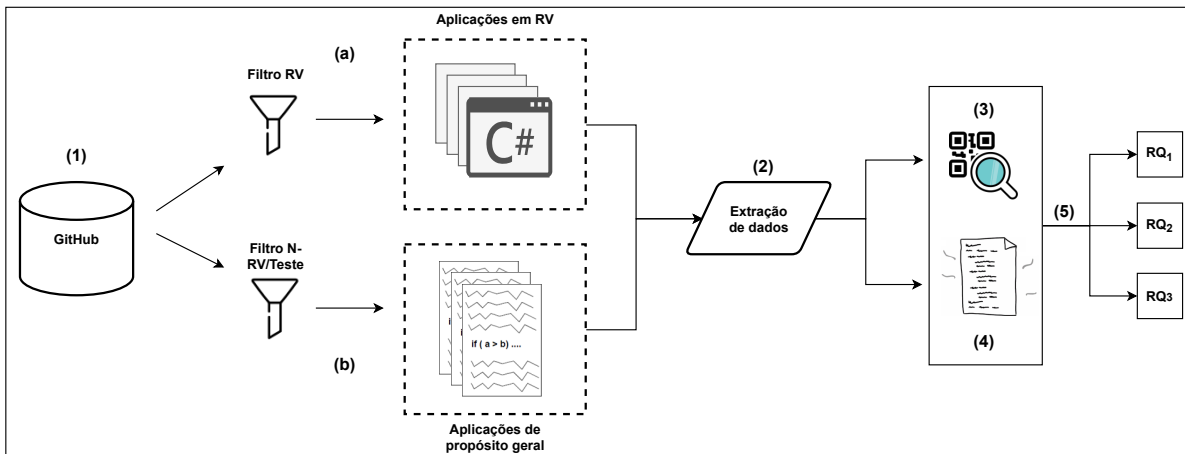 Aplicações em RV
(a)
Filtro RV
C#
(1)
GitHub
Filtro N-
RV/Teste
(b)
i
i
if ( a > b) ....
Aplicações de
propósito geral
(2)
Extração
de dados
(3)
(4)
(5)
RQ1
RQ2
RQ3